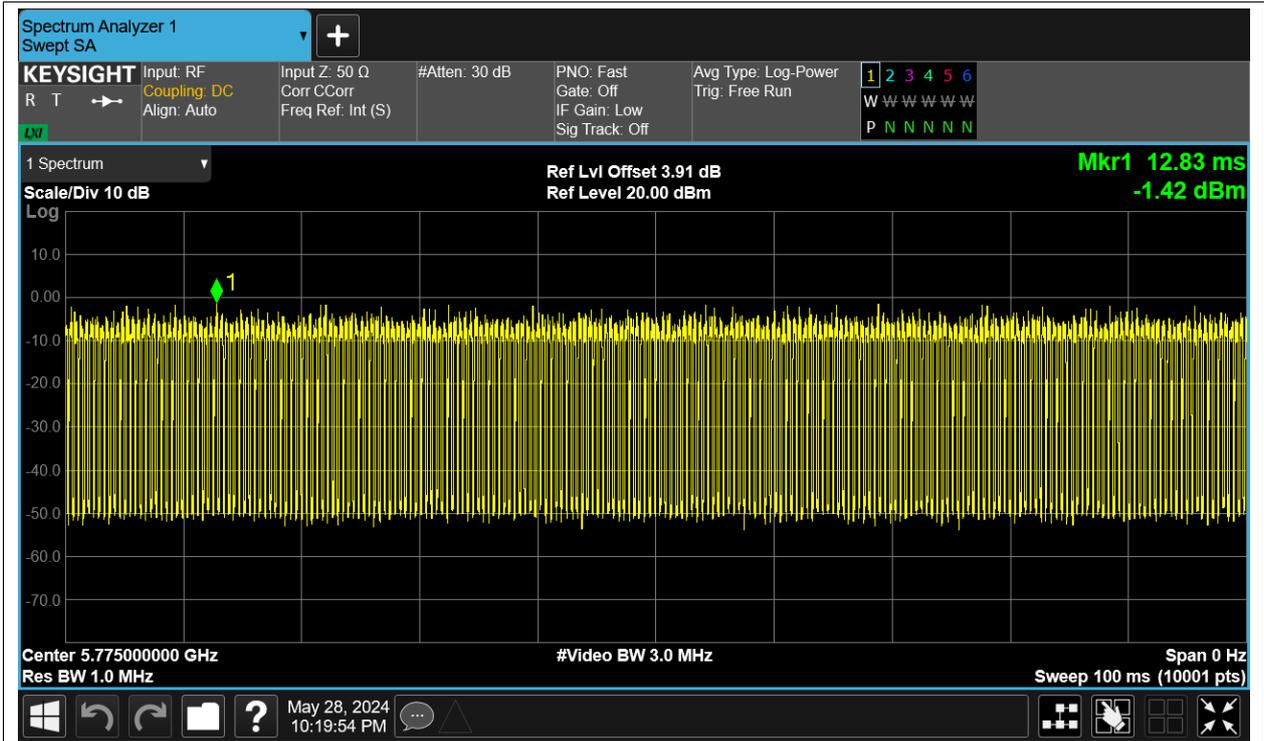 Spectrum Analyzer 1
Swept SA
KEYSIGHT
R T
LXI
Input: RF
Coupling: DC
Align: Auto
Input Z: 50 Ω
Corr CCorr
Freq Ref: Int (S)
#Atten: 30 dB
PNO: Fast
Gate: Off
IF Gain: Low
Sig Track: Off
Avg Type: Log-Power
Trig: Free Run
1 2 3 4 5 6
W W W W W W
P N N N N N
1 Spectrum
Scale/Div 10 dB
Ref Lvl Offset 3.91 dB
Ref Level 20.00 dBm
Mkr1 12.83 ms
-1.42 dBm
Log
10.0
0.00
-10.0
-20.0
-30.0
-40.0
-50.0
-60.0
-70.0
1
Center 5.775000000 GHz
Res BW 1.0 MHz
#Video BW 3.0 MHz
Span 0 Hz
Sweep 100 ms (10001 pts)
?
May 28, 2024
10:19:54 PM